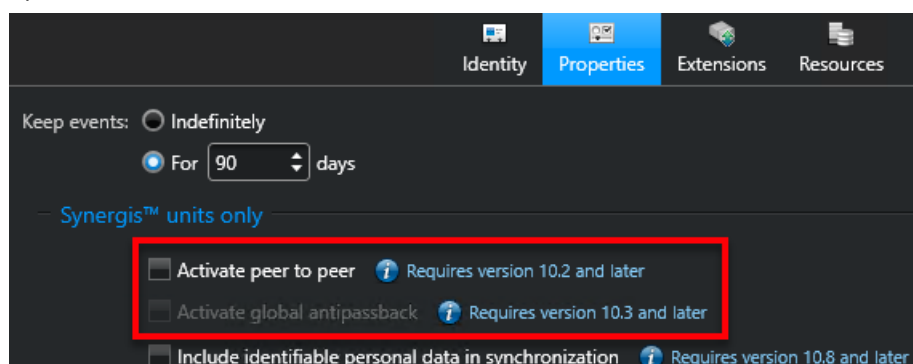 Identity Properties Extensions Resources
Keep events: Indefinitely
For 90 days
Synergis™ units only
Activate peer to peer i Requires version 10.2 and later
Activate global antipassback i Requires version 10.3 and later
Include identifiable personal data in synchronization i Requires version 10.8 and later